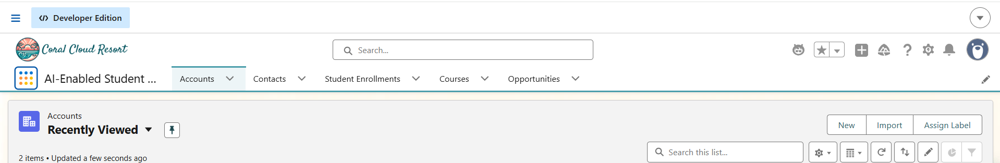 Developer Edition
Coral Cloud Resort
Search...
AI-Enabled Student ...
Accounts
Contacts
Student Enrollments
Courses
Opportunities
Accounts
Recently Viewed
New
Import
Assign Label
2 items • Updated a few seconds ago
Search this list...